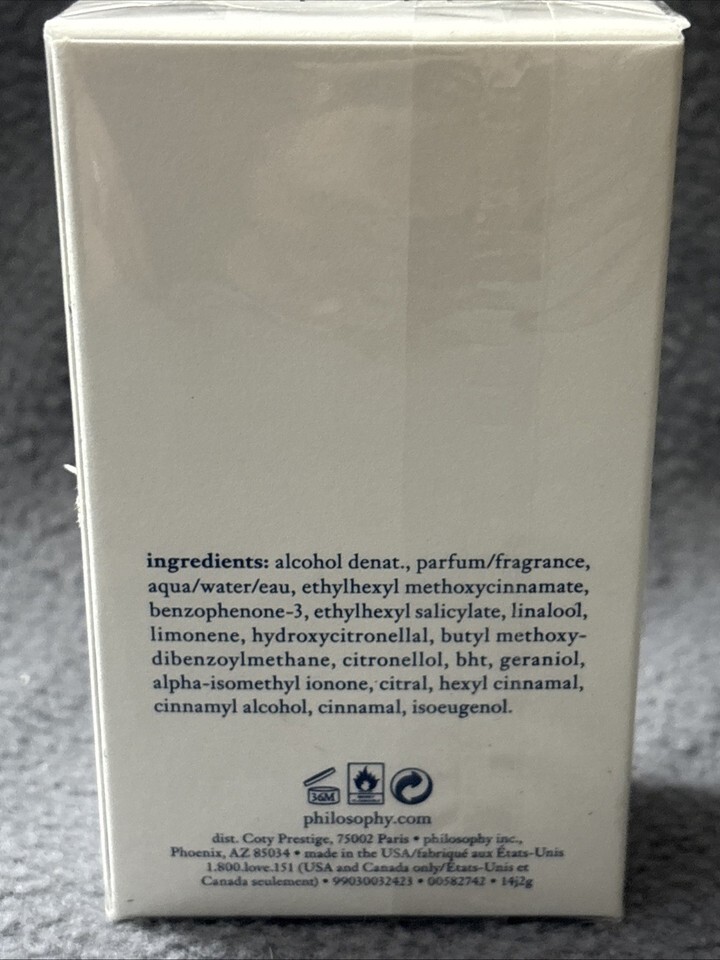 ingredients: alcohol denat., parfum/fragrance,
aqua/water/eau, ethylhexyl methoxycinnamate,
benzophenone-3, ethylhexyl salicylate, linalool,
limonene, hydroxycitronellal, butyl methoxy-
dibenzoylmethane, citronellol, bht, geraniol,
alpha-isomethyl ionone, citral, hexyl cinnamal,
cinnamyl alcohol, cinnamal, isoeugenol.
36M
philosophy.com
dist. Coty Prestige, 75002 Paris • philosophy inc.,
Phoenix, AZ 85034 • made in the USA/fabriqué aux États-Unis
1.800.love.151 (USA and Canada only/États-Unis et
Canada seulement) • 99030032423 • 00582742 • 14j2g